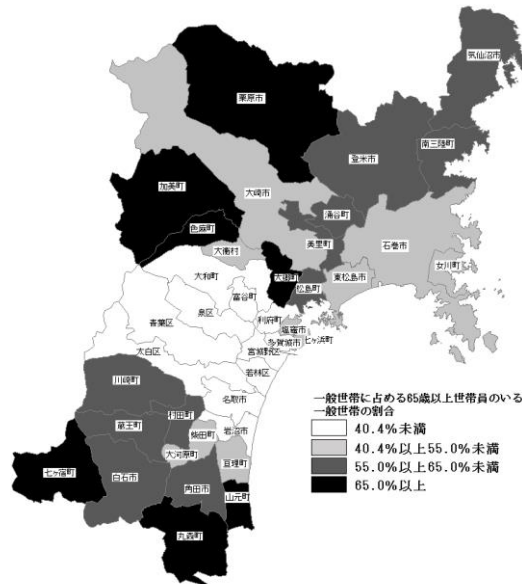 気仙沼市
栗原市
南三陸町
登米市
加美町
大崎市
涌谷町
色麻町
美里町
石巻市
大衡村
女川町
大郷町
東松島市
大和町
松島町
富谷町
泉区
青葉区
利府町
塩竈市
七ヶ浜町
多賀城市
太白区
宮城野区
若林区
川崎町
名取市
村田町
岩沼市
蔵王町
柴田町
大河原町
亘理町
七ヶ宿町
白石市
角田市
山元町
丸森町
一般世帯に占める65歳以上世帯員のいる
一般世帯の割合
40.4%未満
40.4%以上55.0%未満
55.0%以上65.0%未満
65.0%以上